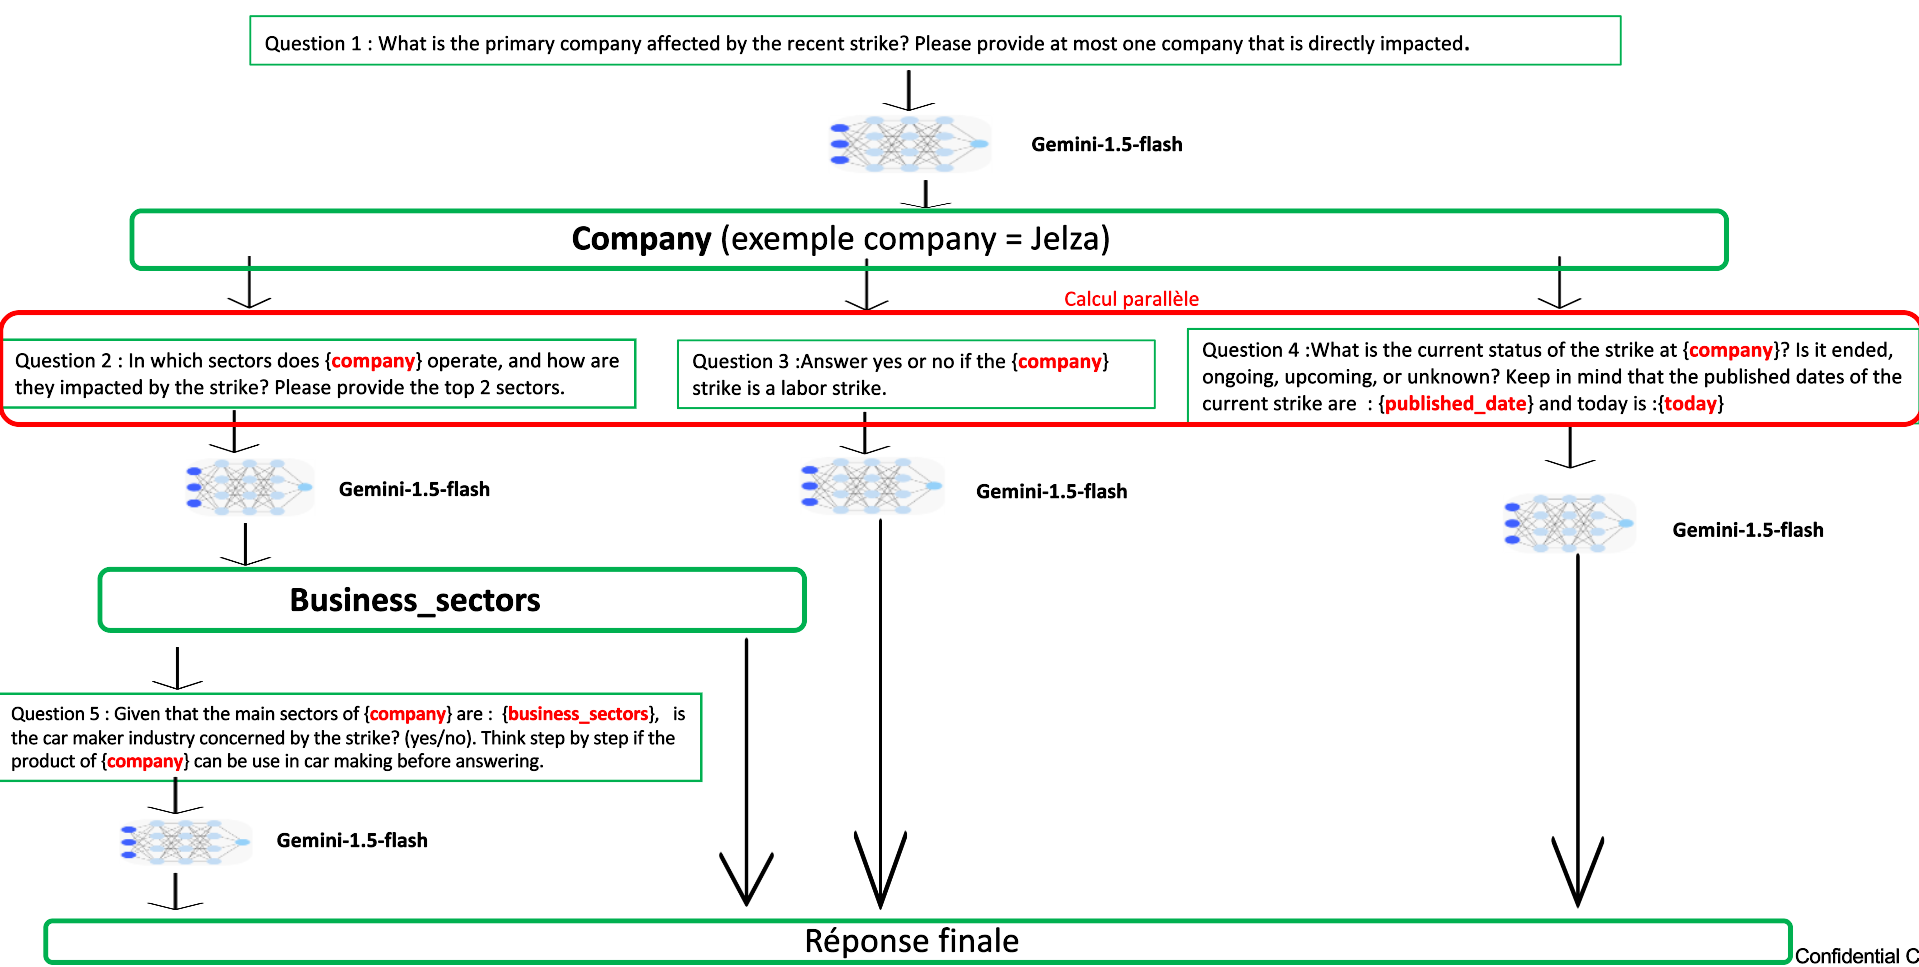 Question 1 : What is the primary company affected by the recent strike? Please provide at most one company that is directly impacted.
Gemini-1.5-flash
Company (exemple company = Jelza)
Calcul parallèle
Question 2 : In which sectors does {company} operate, and how are
they impacted by the strike? Please provide the top 2 sectors.
Question 3 :Answer yes or no if the {company}
strike is a labor strike.
Question 4 :What is the current status of the strike at {company}? Is it ended,
ongoing, upcoming, or unknown? Keep in mind that the published dates of the
current strike are : {published_date} and today is :{today}
Gemini-1.5-flash
Gemini-1.5-flash
Gemini-1.5-flash
Business_sectors
Question 5 : Given that the main sectors of {company} are : {business_sectors}, is
the car maker industry concerned by the strike? (yes/no). Think step by step if the
product of {company} can be use in car making before answering.
Gemini-1.5-flash
Réponse finale
Confidential C